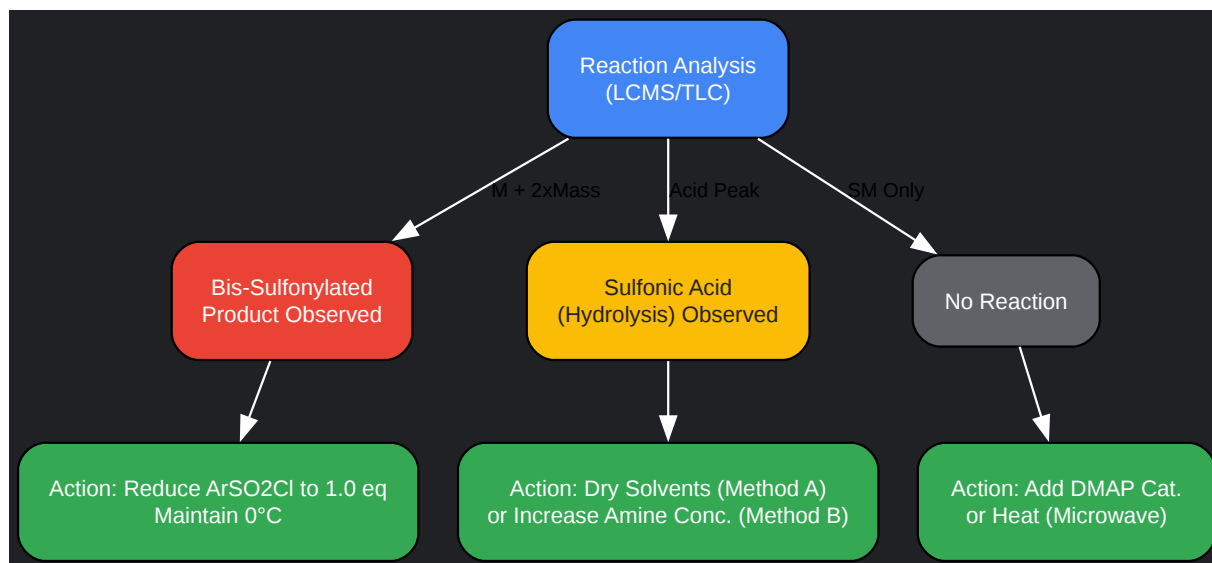 Reaction Analysis
(LCMS/TLC)
M + 2xMass
Acid Peak
SM Only
Bis-Sulfonylated
Product Observed
Sulfonic Acid
(Hydrolysis) Observed
No Reaction
Action: Reduce ArSO2Cl to 1.0 eq
Maintain 0°C
Action: Dry Solvents (Method A)
or Increase Amine Conc. (Method B)
Action: Add DMAP Cat.
or Heat (Microwave)